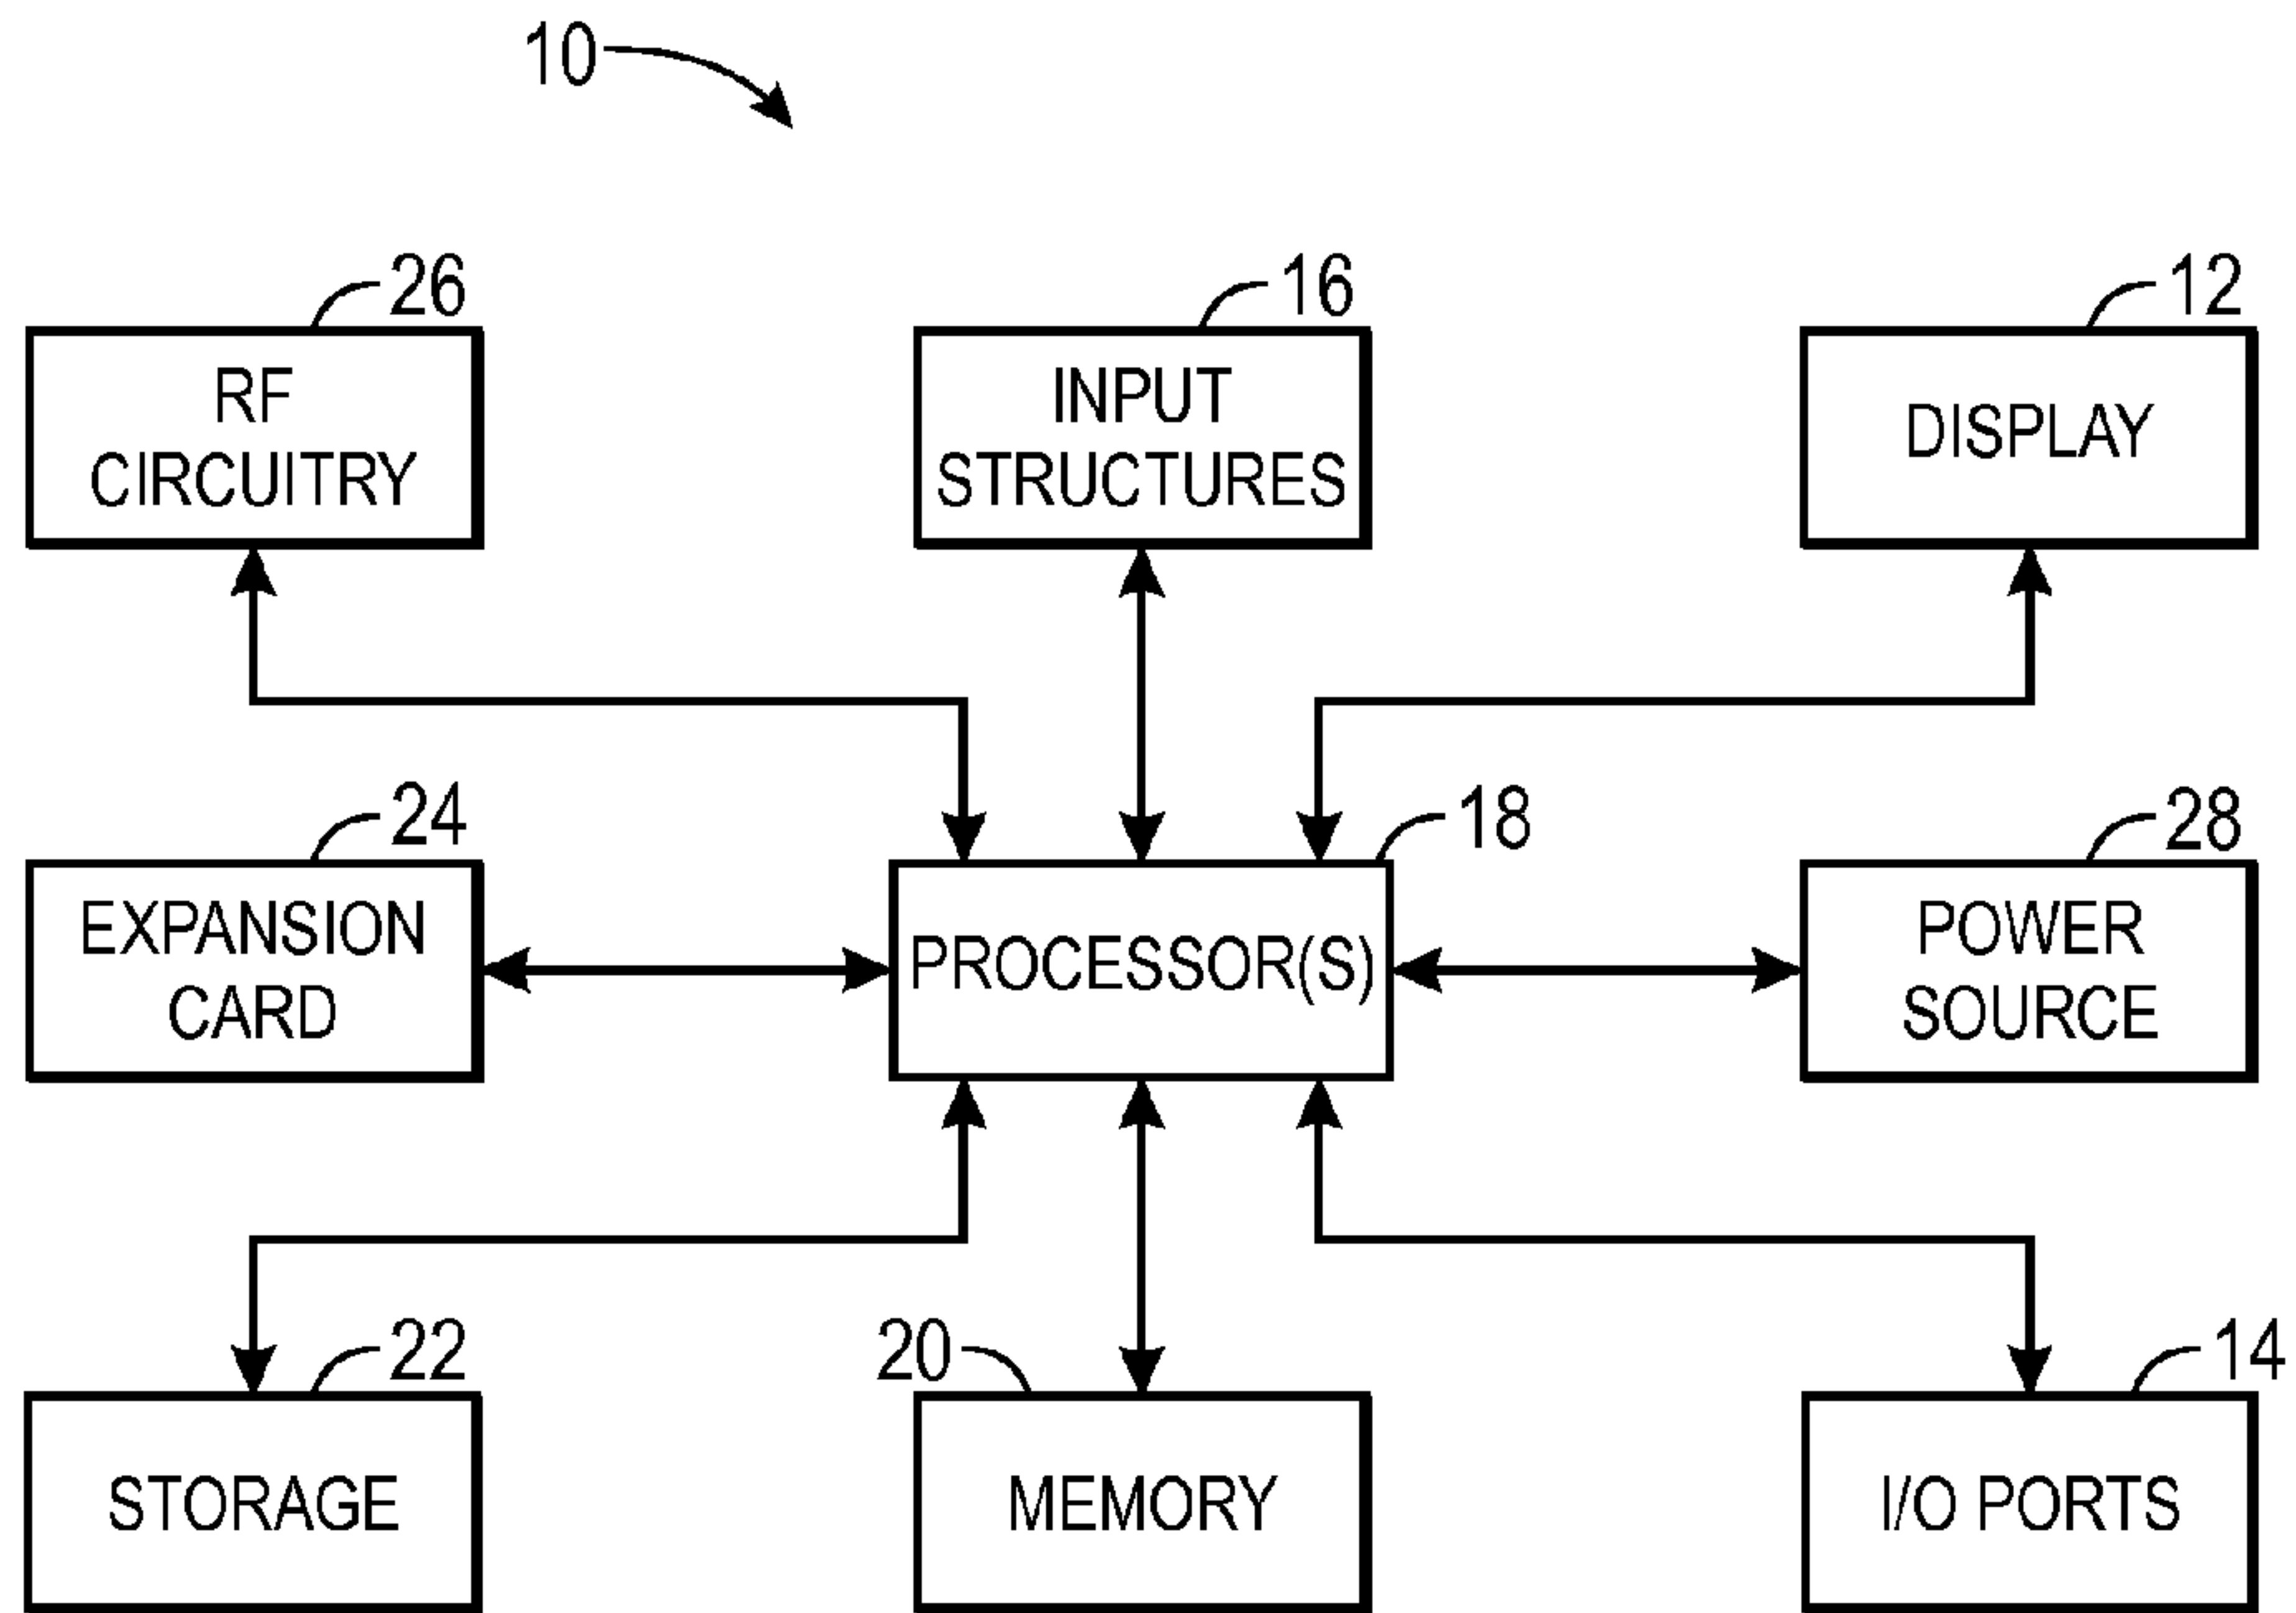 10
26
RF
CIRCUITRY
16
INPUT
STRUCTURES
12
DISPLAY
24
EXPANSION
CARD
18
PROCESSOR(S)
28
POWER
SOURCE
22
STORAGE
20
MEMORY
14
I/O PORTS